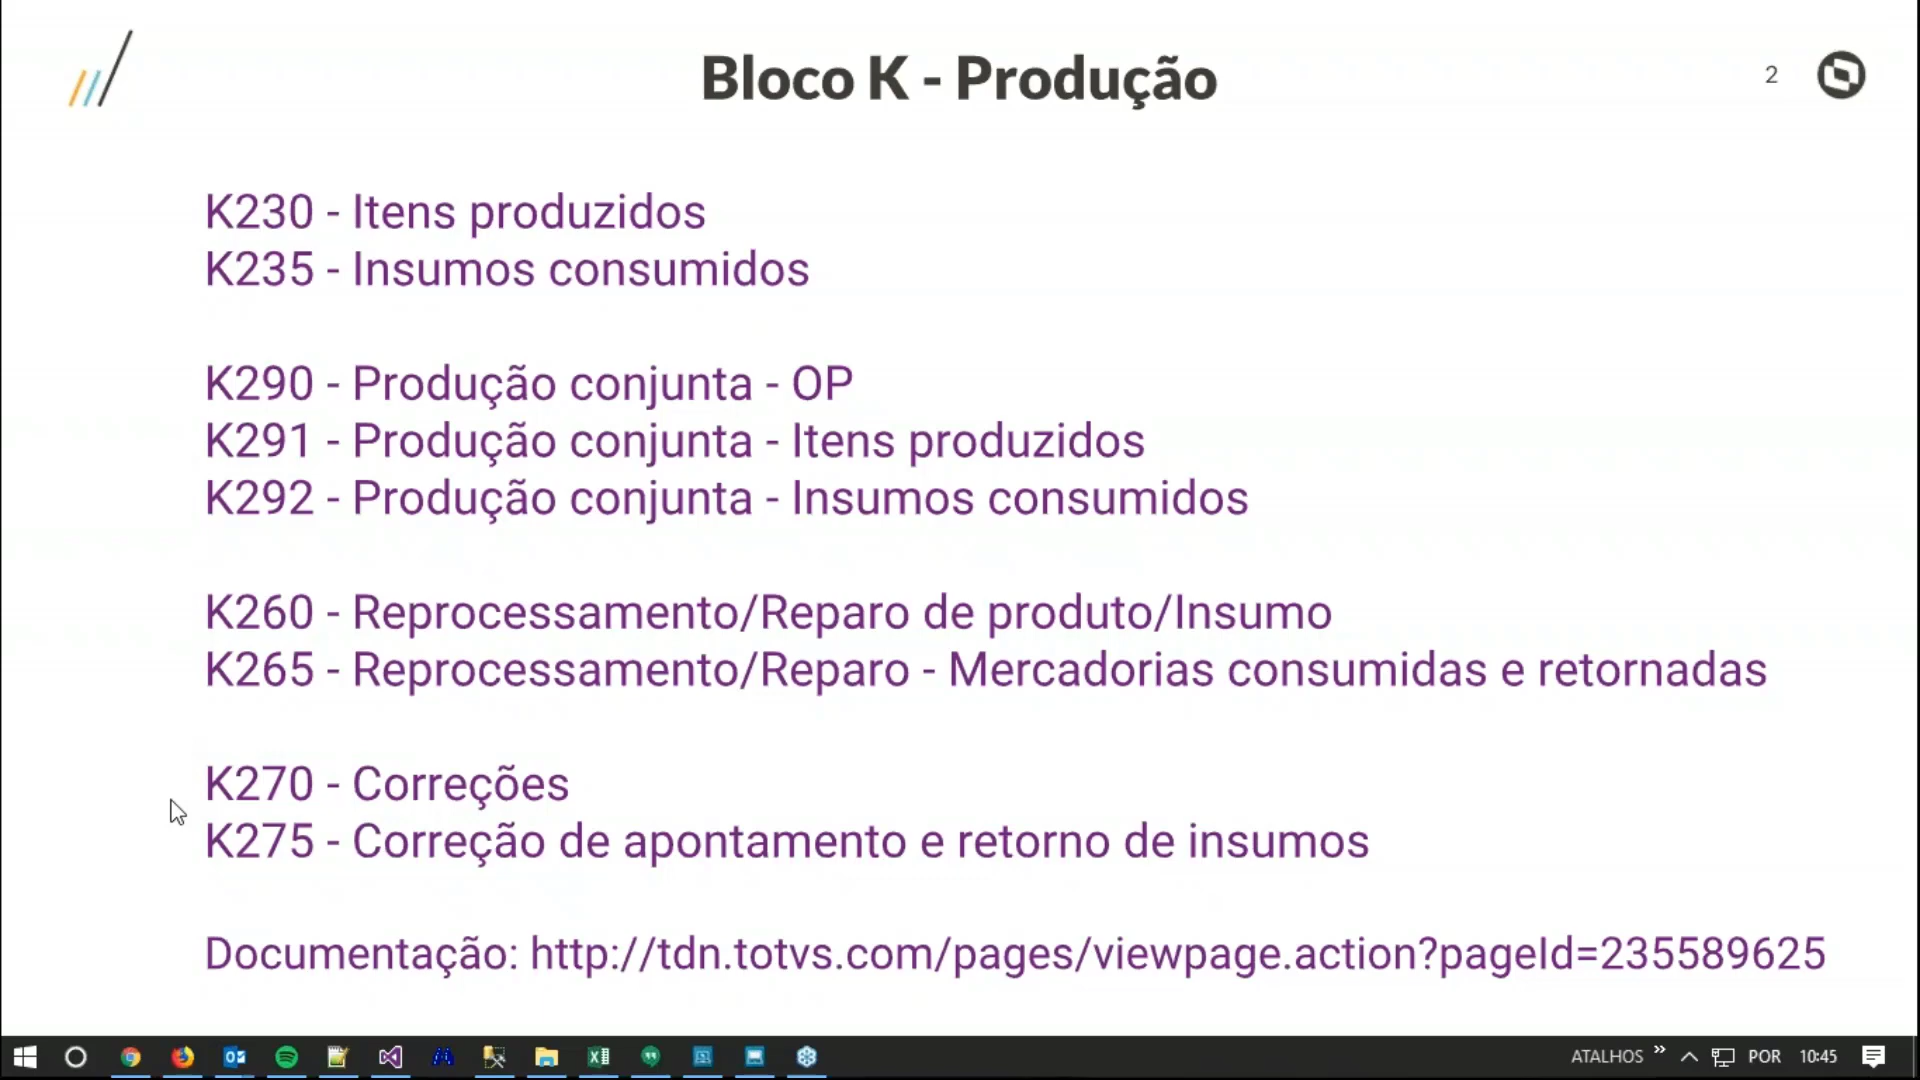 Bloco K - Produção
2
K230 - Itens produzidos
K235 - Insumos consumidos
K290 - Produção conjunta - OP
K291 - Produção conjunta - Itens produzidos
K292 - Produção conjunta - Insumos consumidos
K260 - Reprocessamento/Reparo de produto/Insumo
K265 - Reprocessamento/Reparo - Mercadorias consumidas e retornadas
K270 - Correções
K275 - Correção de apontamento e retorno de insumos
Documentação: http://tdn.totvs.com/pages/viewpage.action?pageId=235589625
ATALHOS » POR 10:45